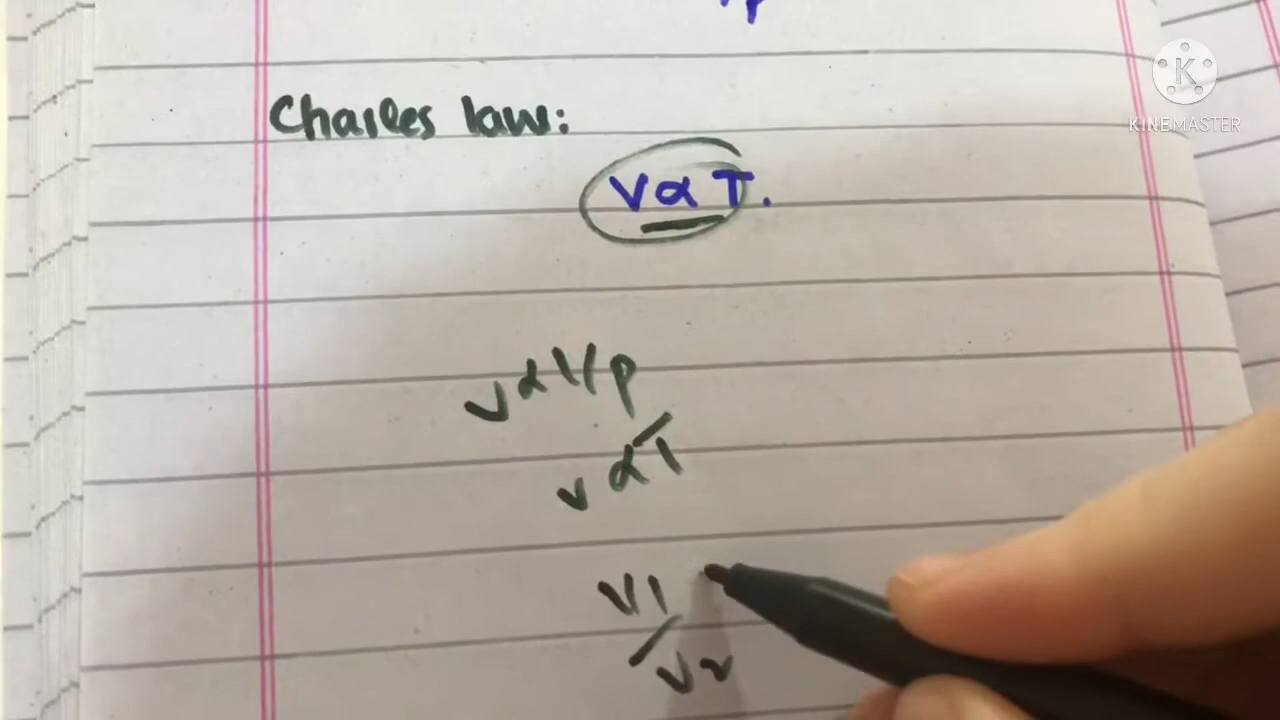 K
KINEMASTER
Charles law:
V α T.
V α 1/p
V α T
V1
/
V2